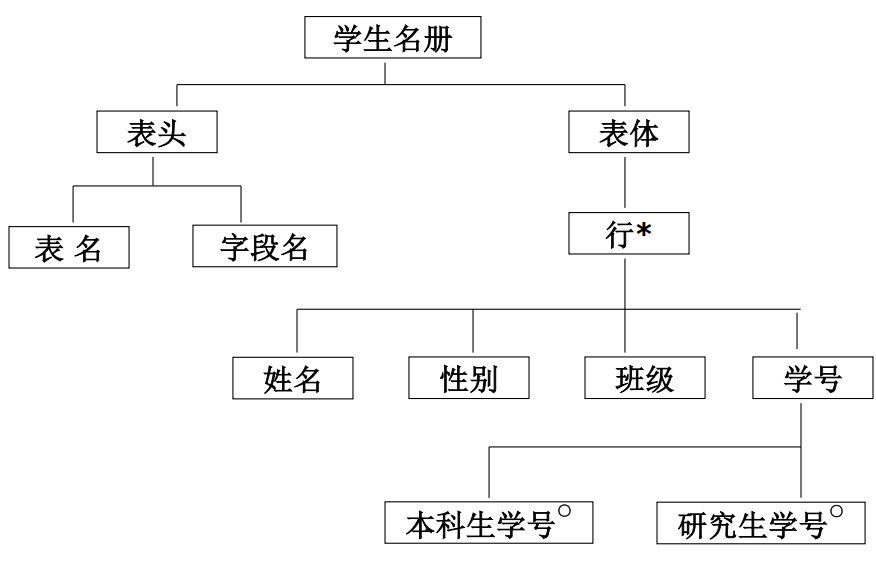 学生名册
表头
表体
表 名
字段名
行*
姓名
性别
班级
学号
本科生学号○
研究生学号○